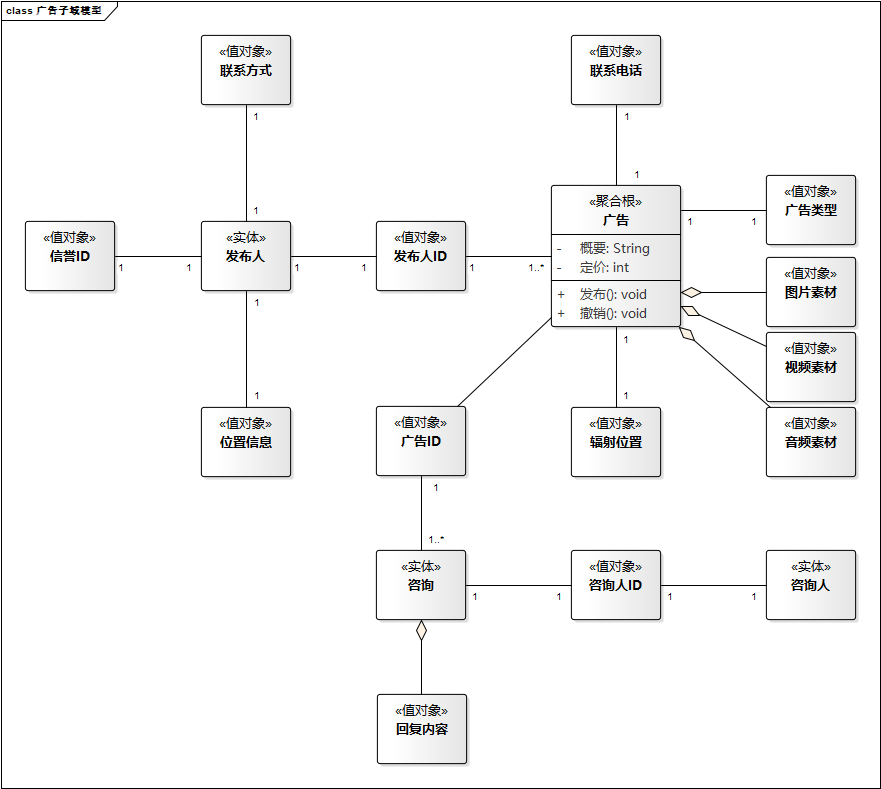 class 广告子域模型
«值对象»
联系方式
«值对象»
联系电话
1
1
1
1
«值对象»
信誉ID
«实体»
发布人
«值对象»
发布人ID
«聚合根»
广告
- 概要: String
- 定价: int
+ 发布(): void
+ 撤销(): void
«值对象»
广告类型
1
1
1
1
1
1
1
1..*
«值对象»
图片素材
«值对象»
视频素材
«值对象»
音频素材
1
1
1
1
«值对象»
位置信息
«值对象»
广告ID
«值对象»
辐射位置
1
1..*
«实体»
咨询
«值对象»
咨询人ID
«实体»
咨询人
1
1
1
1
«值对象»
回复内容